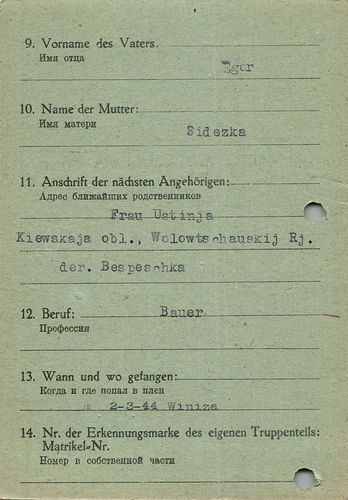 9. Vorname des Vaters.
Имя отца
Egor
10. Name der Mutter:
Имя матери
Sidezka
11. Anschrift der nächsten Angehörigen:
Адрес ближайших родственников
Frau Ustinja
Kiewskaja obl., Wolowtschauskij Rj.
der. Bespeschka
12. Beruf: Bauer
Профессия
13. Wann und wo gefangen:
Когда и где попал в плен
2-3-44 Winiza
14. Nr. der Erkennungsmarke des eigenen Truppenteils:
Matrikel-Nr.
Номер в собственной части